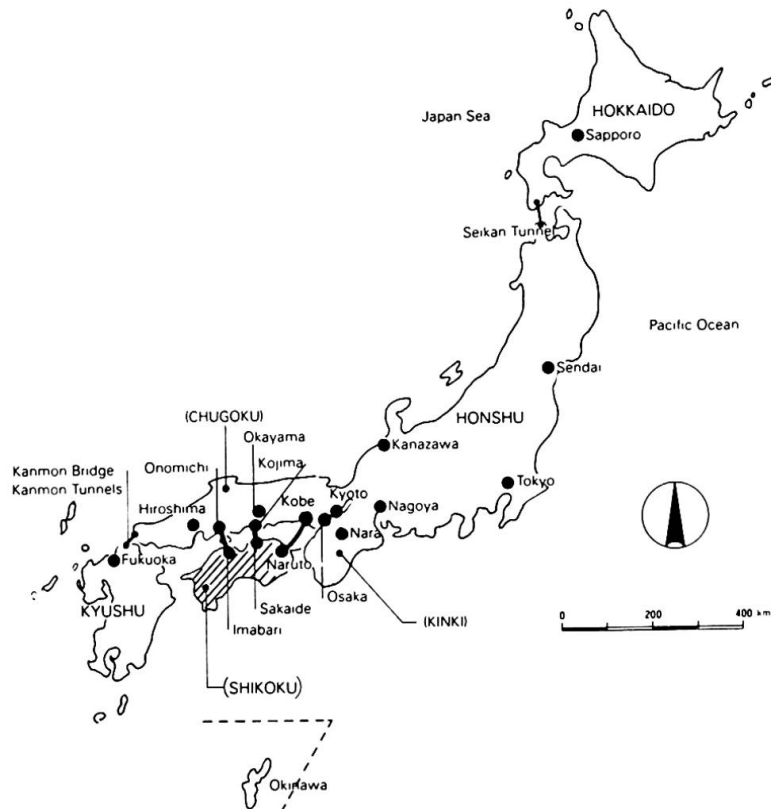 HOKKAIDO
Japan Sea
Sapporo
Seikan Tunnel
Pacific Ocean
Sendai
(CHUGOKU)
HONSHU
Okayama
Kanazawa
Kanmon Bridge
Onomichi
Kojima
Kanmon Tunnels
Tokyo
Hiroshima
Kobe
Kyoto
Nagoya
Nara
Fukuoka
Naruto
KYUSHU
Sakaide
Osaka
0 200 400 km
Imabari
(KINKI)
(SHIKOKU)
Okinawa